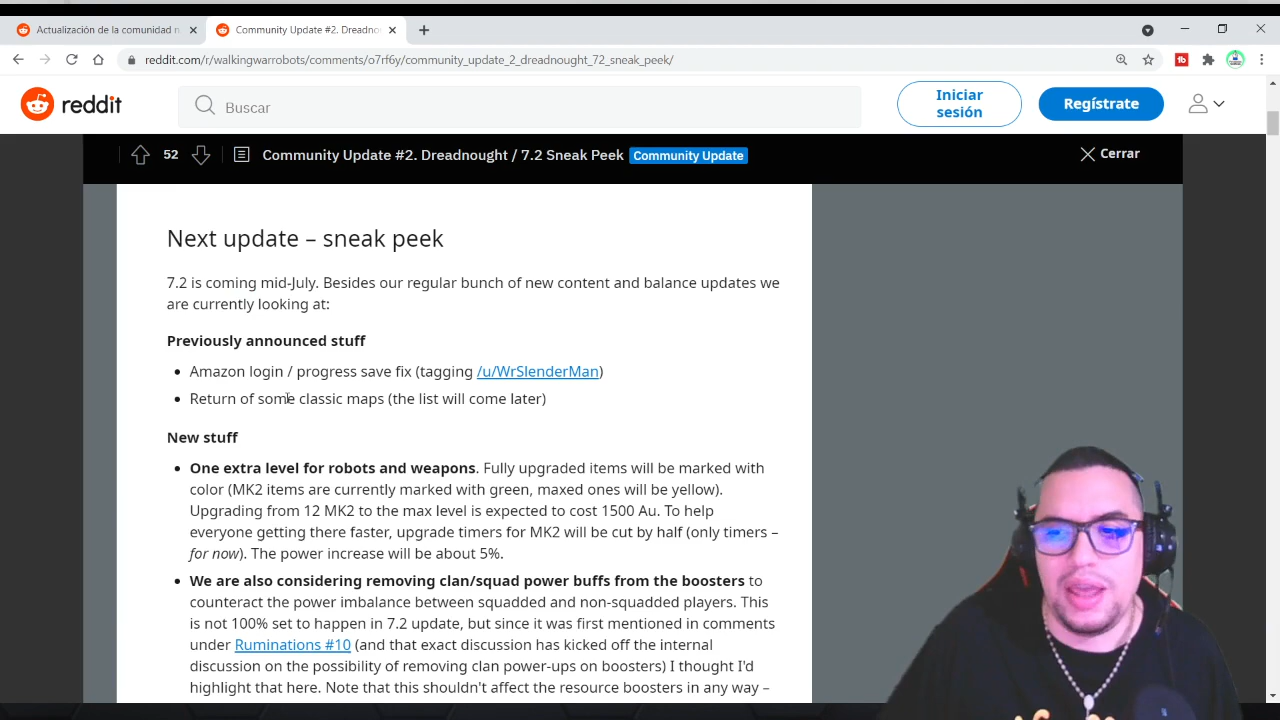 Actualización de la comunidad n
Community Update #2. Dreadno
reddit.com/r/walkingwarrobots/comments/o7rf6y/community_update_2_dreadnought_72_sneak_peek/
reddit
Buscar
Iniciar
sesión
Regístrate
52
Community Update #2. Dreadnought / 7.2 Sneak Peek
Community Update
Cerrar
Next update – sneak peek
7.2 is coming mid-July. Besides our regular bunch of new content and balance updates we
are currently looking at:
Previously announced stuff
• Amazon login / progress save fix (tagging /u/WrSlenderMan)
• Return of some classic maps (the list will come later)
New stuff
• One extra level for robots and weapons. Fully upgraded items will be marked with
color (MK2 items are currently marked with green, maxed ones will be yellow).
Upgrading from 12 MK2 to the max level is expected to cost 1500 Au. To help
everyone getting there faster, upgrade timers for MK2 will be cut by half (only timers –
for now). The power increase will be about 5%.
• We are also considering removing clan/squad power buffs from the boosters to
counteract the power imbalance between squadded and non-squadded players. This
is not 100% set to happen in 7.2 update, but since it was first mentioned in comments
under Ruminations #10 (and that exact discussion has kicked off the internal
discussion on the possibility of removing clan power-ups on boosters) I thought I'd
highlight that here. Note that this shouldn't affect the resource boosters in any way –